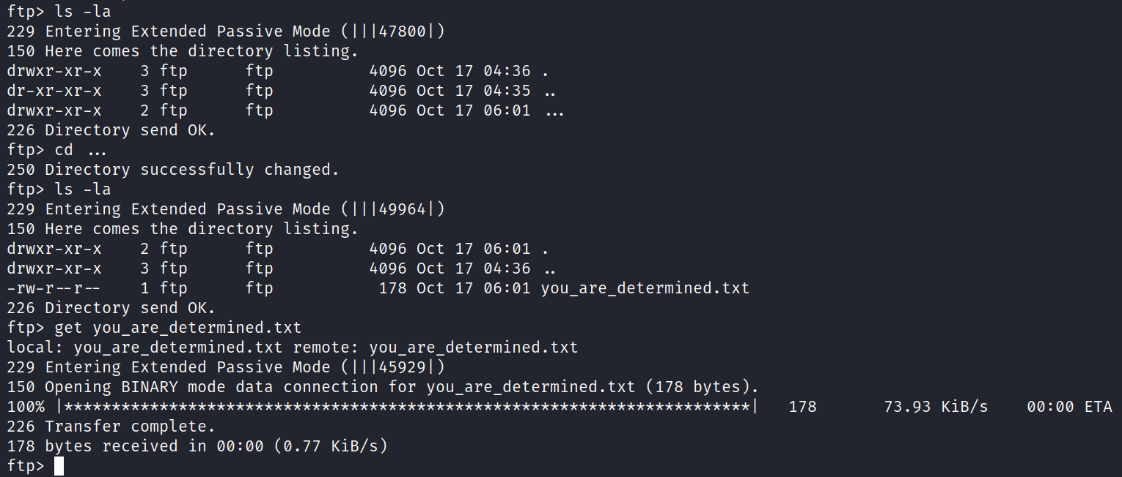 ftp> ls -la
229 Entering Extended Passive Mode (|||47800|)
150 Here comes the directory listing.
drwxr-xr-x    3 ftp      ftp          4096 Oct 17 04:36 .
dr-xr-xr-x    3 ftp      ftp          4096 Oct 17 04:35 ..
drwxr-xr-x    2 ftp      ftp          4096 Oct 17 06:01 ...
226 Directory send OK.
ftp> cd ...
250 Directory successfully changed.
ftp> ls -la
229 Entering Extended Passive Mode (|||49964|)
150 Here comes the directory listing.
drwxr-xr-x    2 ftp      ftp          4096 Oct 17 06:01 .
drwxr-xr-x    3 ftp      ftp          4096 Oct 17 04:36 ..
-rw-r--r--    1 ftp      ftp           178 Oct 17 06:01 you_are_determined.txt
226 Directory send OK.
ftp> get you_are_determined.txt
local: you_are_determined.txt remote: you_are_determined.txt
229 Entering Extended Passive Mode (|||45929|)
150 Opening BINARY mode data connection for you_are_determined.txt (178 bytes).
100% |************************************************************************|   178       73.93 KiB/s    00:00 ETA
226 Transfer complete.
178 bytes received in 00:00 (0.77 KiB/s)
ftp>